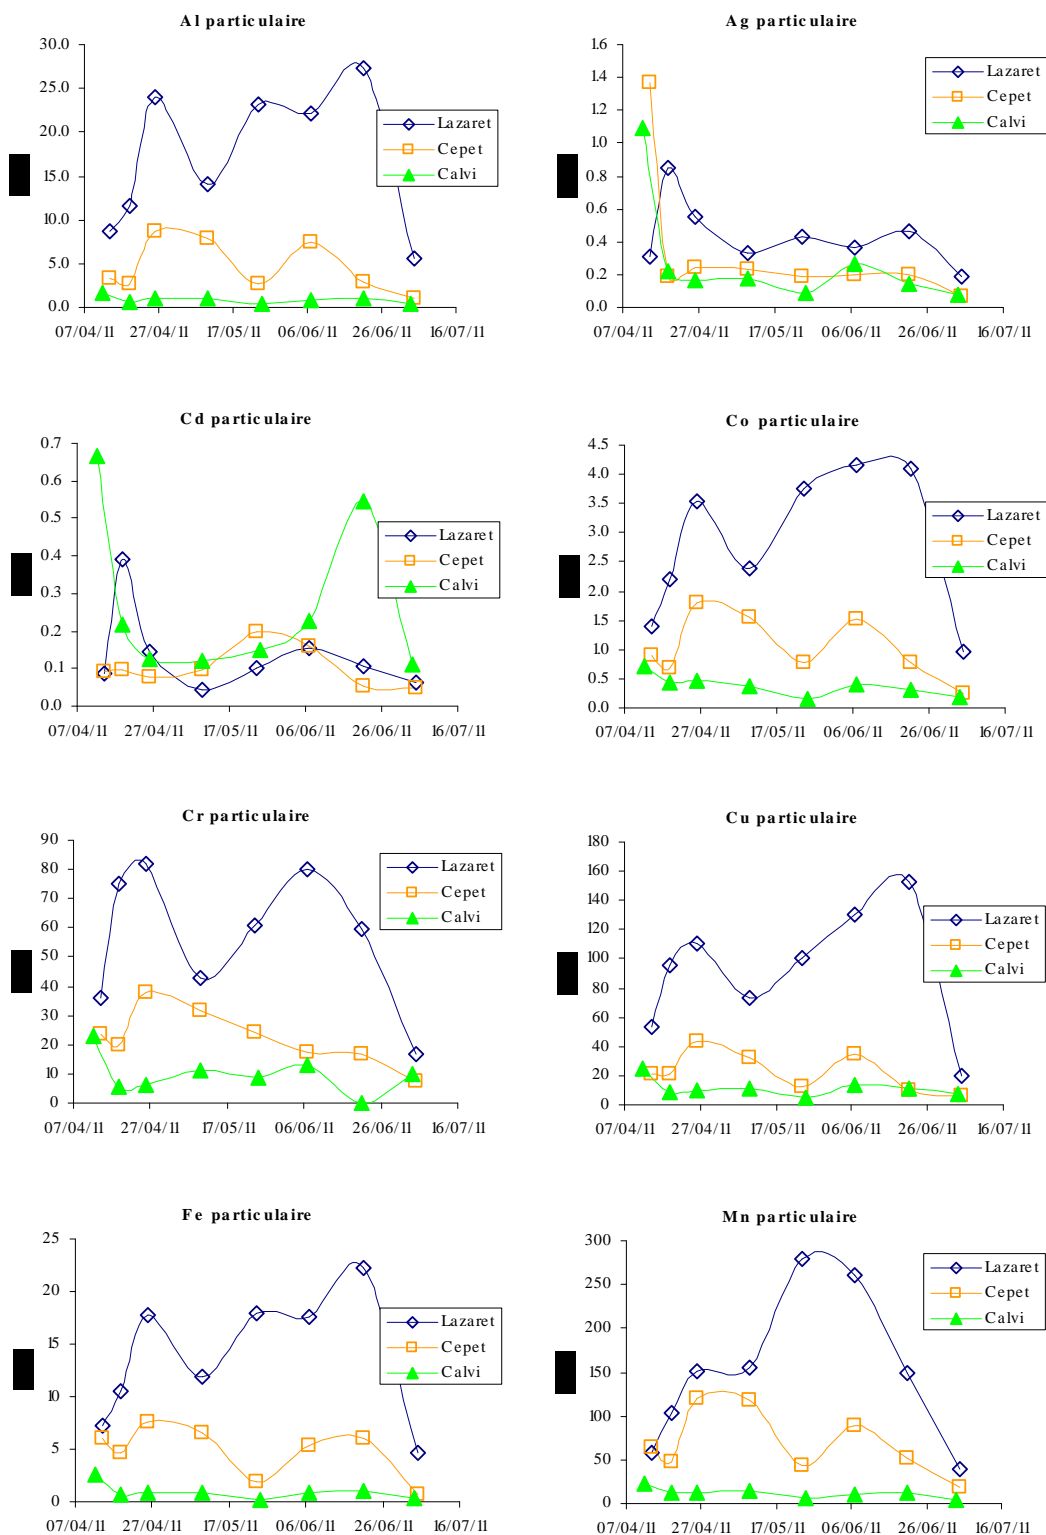 Al particulaire
30.0
25.0
20.0
15.0
10.0
5.0
0.0
07/04/11 27/04/11 17/05/11 06/06/11 26/06/11 16/07/11
Lazaret
Cepet
Calvi
Ag particulaire
1.6
1.4
1.2
1.0
0.8
0.6
0.4
0.2
0.0
07/04/11 27/04/11 17/05/11 06/06/11 26/06/11 16/07/11
Lazaret
Cepet
Calvi
Cd particulaire
0.7
0.6
0.5
0.4
0.3
0.2
0.1
0.0
07/04/11 27/04/11 17/05/11 06/06/11 26/06/11 16/07/11
Lazaret
Cepet
Calvi
Co particulaire
4.5
4.0
3.5
3.0
2.5
2.0
1.5
1.0
0.5
0.0
07/04/11 27/04/11 17/05/11 06/06/11 26/06/11 16/07/11
Lazaret
Cepet
Calvi
Cr particulaire
90
80
70
60
50
40
30
20
10
0
07/04/11 27/04/11 17/05/11 06/06/11 26/06/11 16/07/11
Lazaret
Cepet
Calvi
Cu particulaire
180
160
140
120
100
80
60
40
20
0
07/04/11 27/04/11 17/05/11 06/06/11 26/06/11 16/07/11
Lazaret
Cepet
Calvi
Fe particulaire
25
20
15
10
5
0
07/04/11 27/04/11 17/05/11 06/06/11 26/06/11 16/07/11
Lazaret
Cepet
Calvi
Mn particulaire
300
250
200
150
100
50
0
07/04/11 27/04/11 17/05/11 06/06/11 26/06/11 16/07/11
Lazaret
Cepet
Calvi